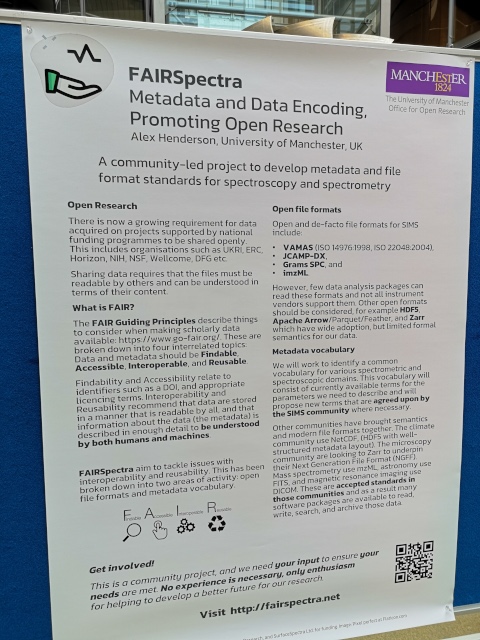 FAIRSpectra
Metadata and Data Encoding,
Promoting Open Research
Alex Henderson, University of Manchester, UK
MANCHESTER
1824
The University of Manchester
Office for Open Research
A community-led project to develop metadata and file
format standards for spectroscopy and spectrometry
Open Research
There is now a growing requirement for data
acquired on projects supported by national
funding programmes to be shared openly.
This includes organisations such as UKRI, ERC,
Horizon, NIH, NSF, Wellcome, DFG etc.
Sharing data requires that the files must be
readable by others and can be understood in
terms of their content.
What is FAIR?
The FAIR Guiding Principles describe things
to consider when making scholarly data
available: https://www.go-fair.org/. These are
broken down into four interrelated topics:
Data and metadata should be Findable,
Accessible, Interoperable, and Reusable.
Findability and Accessibility relate to
identifiers such as a DOI, and appropriate
licencing terms. Interoperability and
Reusability recommend that data are stored
in a manner that is readable by all, and that
information about the data (the metadata) is
described in enough detail to be understood
by both humans and machines.
FAIRSpectra aim to tackle issues with
interoperability and reusability. This has been
broken down into two areas of activity: open
file formats and metadata vocabulary.
Findable Accessible Interoperable Reusable
Open file formats
Open and de-facto file formats for SIMS
include:
• VAMAS (ISO 14976:1998, ISO 22048:2004),
• JCAMP-DX,
• Grams SPC, and
• imzML
However, few data analysis packages can
read these formats and not all instrument
vendors support them. Other open formats
should be considered, for example HDF5,
Apache Arrow/Parquet/Feather, and Zarr
which have wide adoption, but limited formal
semantics for our data.
Metadata vocabulary
We will work to identify a common
vocabulary for various spectrometric and
spectroscopic domains. This vocabulary will
consist of currently available terms for the
parameters we need to describe and will
propose new terms that are agreed upon by
the SIMS community where necessary.
Other communities have brought semantics
and modern file formats together. The climate
community use NetCDF, (HDF5 with well-
structured metadata layout). The microscopy
community are looking to Zarr to underpin
their Next Generation File Format (NGFF).
Mass spectrometry use mzML, astronomy use
FITS, and magnetic resonance imaging use
DICOM. These are accepted standards in
those communities and as a result many
software packages are available to read,
write, search, and archive those data.
Get involved!
This is a community project, and we need your input to ensure your
needs are met. No experience is necessary, only enthusiasm
for helping to develop a better future for our research.
Visit http://fairspectra.net